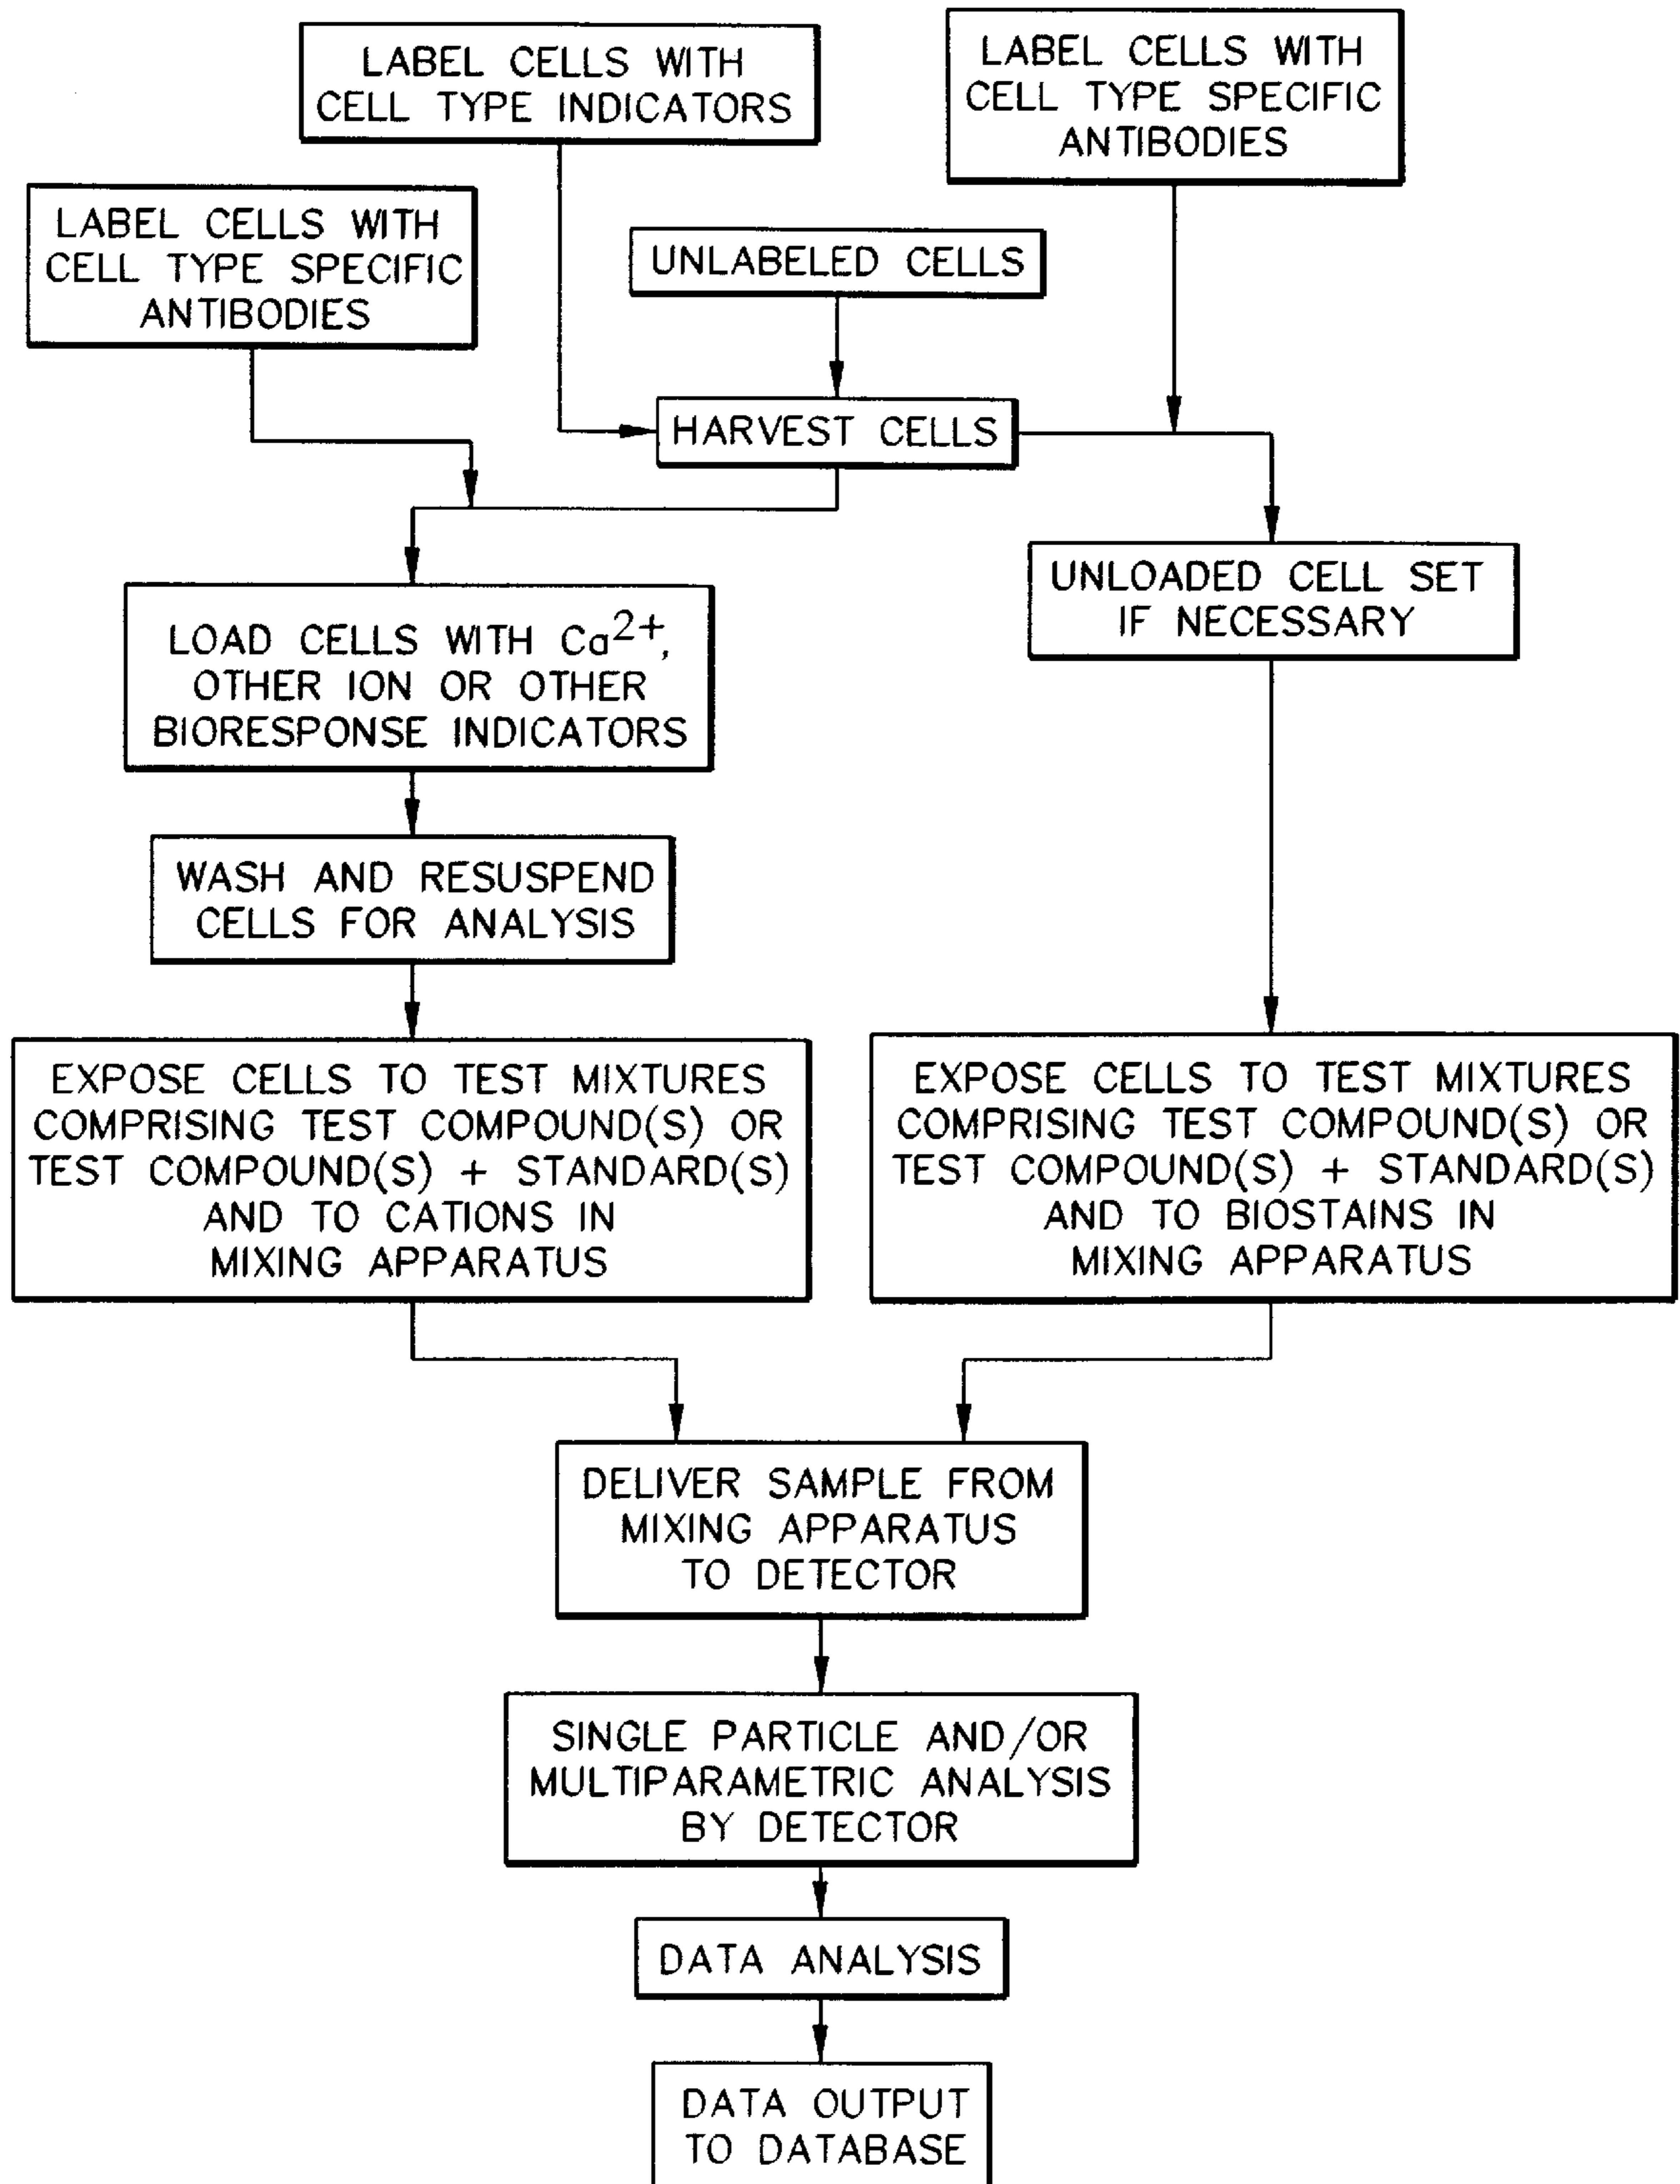 LABEL CELLS WITH
CELL TYPE INDICATORS
LABEL CELLS WITH
CELL TYPE SPECIFIC
ANTIBODIES
LABEL CELLS WITH
CELL TYPE SPECIFIC
ANTIBODIES
UNLABELED CELLS
HARVEST CELLS
UNLOADED CELL SET
IF NECESSARY
LOAD CELLS WITH Ca²⁺,
OTHER ION OR OTHER
BIORESPONSE INDICATORS
WASH AND RESUSPEND
CELLS FOR ANALYSIS
EXPOSE CELLS TO TEST MIXTURES
COMPRISING TEST COMPOUND(S) OR
TEST COMPOUND(S) + STANDARD(S)
AND TO CATIONS IN
MIXING APPARATUS
EXPOSE CELLS TO TEST MIXTURES
COMPRISING TEST COMPOUND(S) OR
TEST COMPOUND(S) + STANDARD(S)
AND TO BIOSTAINS IN
MIXING APPARATUS
DELIVER SAMPLE FROM
MIXING APPARATUS
TO DETECTOR
SINGLE PARTICLE AND/OR
MULTIPARAMETRIC ANALYSIS
BY DETECTOR
DATA ANALYSIS
DATA OUTPUT
TO DATABASE